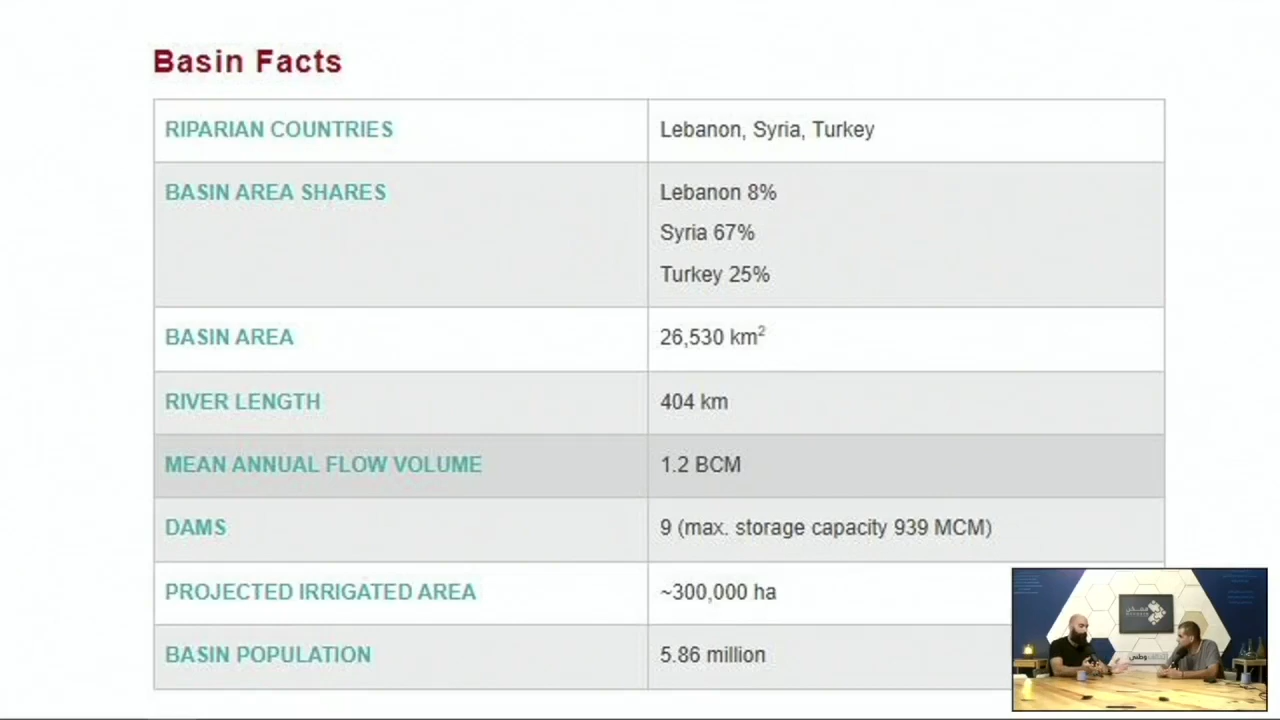 Basin Facts
RIPARIAN COUNTRIES
Lebanon, Syria, Turkey
BASIN AREA SHARES
Lebanon 8%
Syria 67%
Turkey 25%
BASIN AREA
26,530 km²
RIVER LENGTH
404 km
MEAN ANNUAL FLOW VOLUME
1.2 BCM
DAMS
9 (max. storage capacity 939 MCM)
PROJECTED IRRIGATED AREA
~300,000 ha
BASIN POPULATION
5.86 million